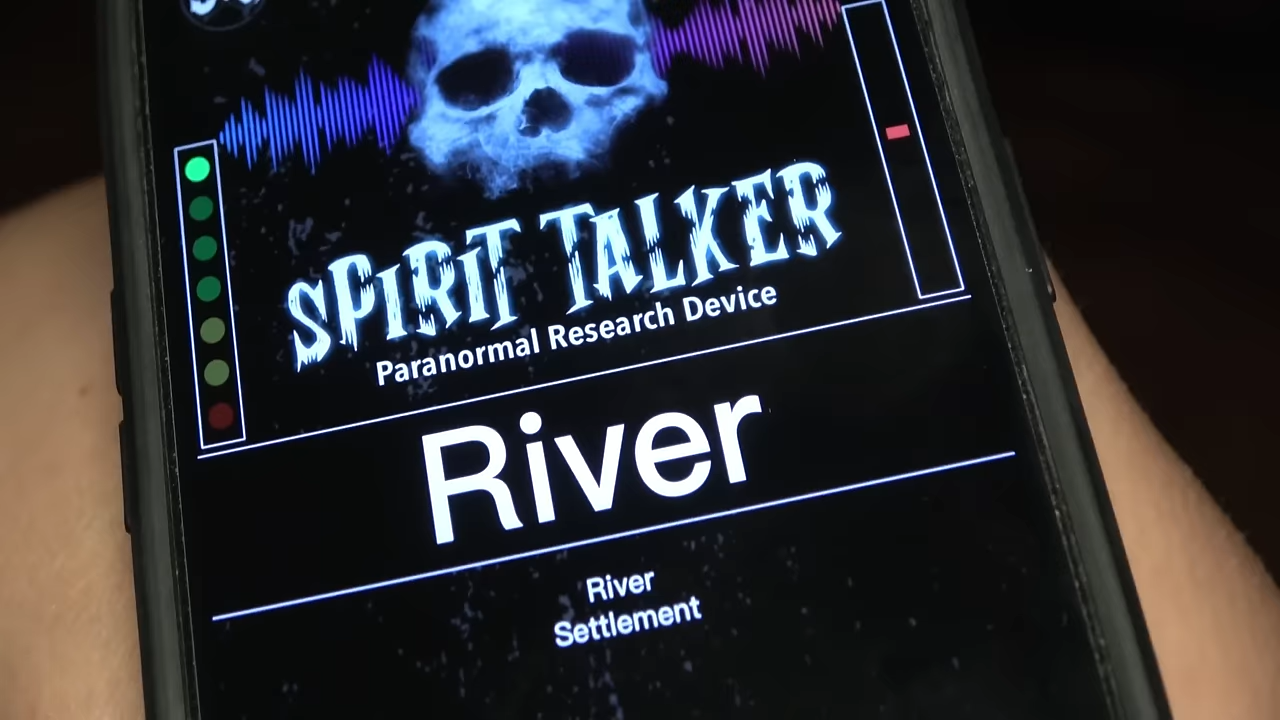 SPIRIT TALKER
Paranormal Research Device
River
River
Settlement